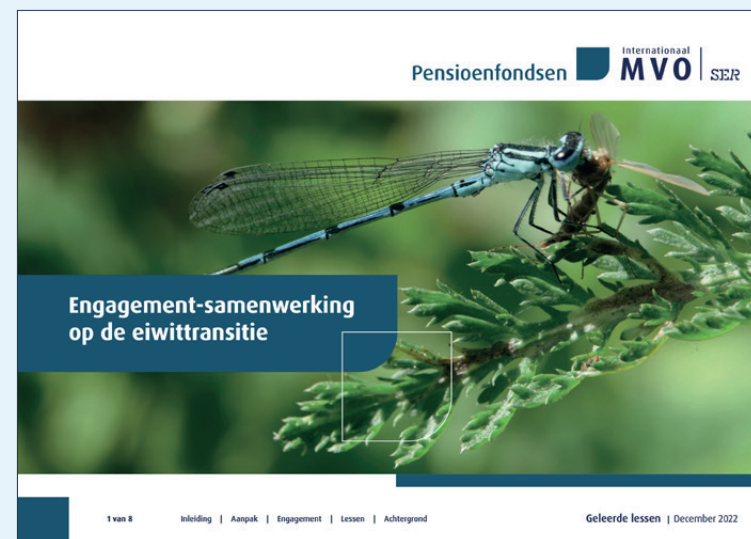 Pensioenfondsen
Internationaal
MVO
SER
Engagement-samenwerking
op de eiwittransitie
1 van 8
Inleiding | Aanpak | Engagement | Lessen | Achtergrond
Geleerde lessen | December 2022